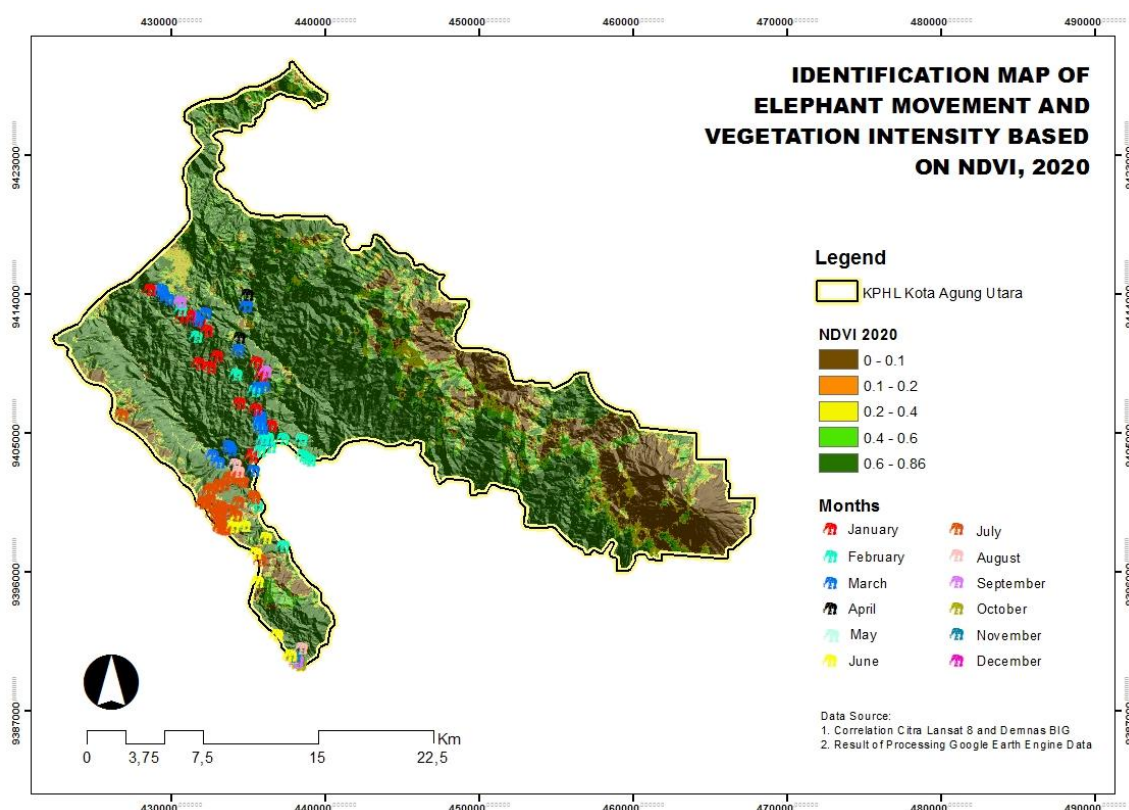 430000 440000 450000 460000 470000 480000 490000
IDENTIFICATION MAP OF
ELEPHANT MOVEMENT AND
VEGETATION INTENSITY BASED
ON NDVI, 2020
9423000 9423000
9414000 9414000
9405000 9405000
9396000 9396000
9387000 9387000
Legend
KPHL Kota Agung Utara
NDVI 2020
0 - 0.1
0.1 - 0.2
0.2 - 0.4
0.4 - 0.6
0.6 - 0.86
Months
January
February
March
April
May
June
July
August
September
October
November
December
Data Source:
1. Correlation Citra Lansat 8 and Demnas BIG
2. Result of Processing Google Earth Engine Data
Km
0 3,75 7,5 15 22,5
430000 440000 450000 460000 470000 480000 490000